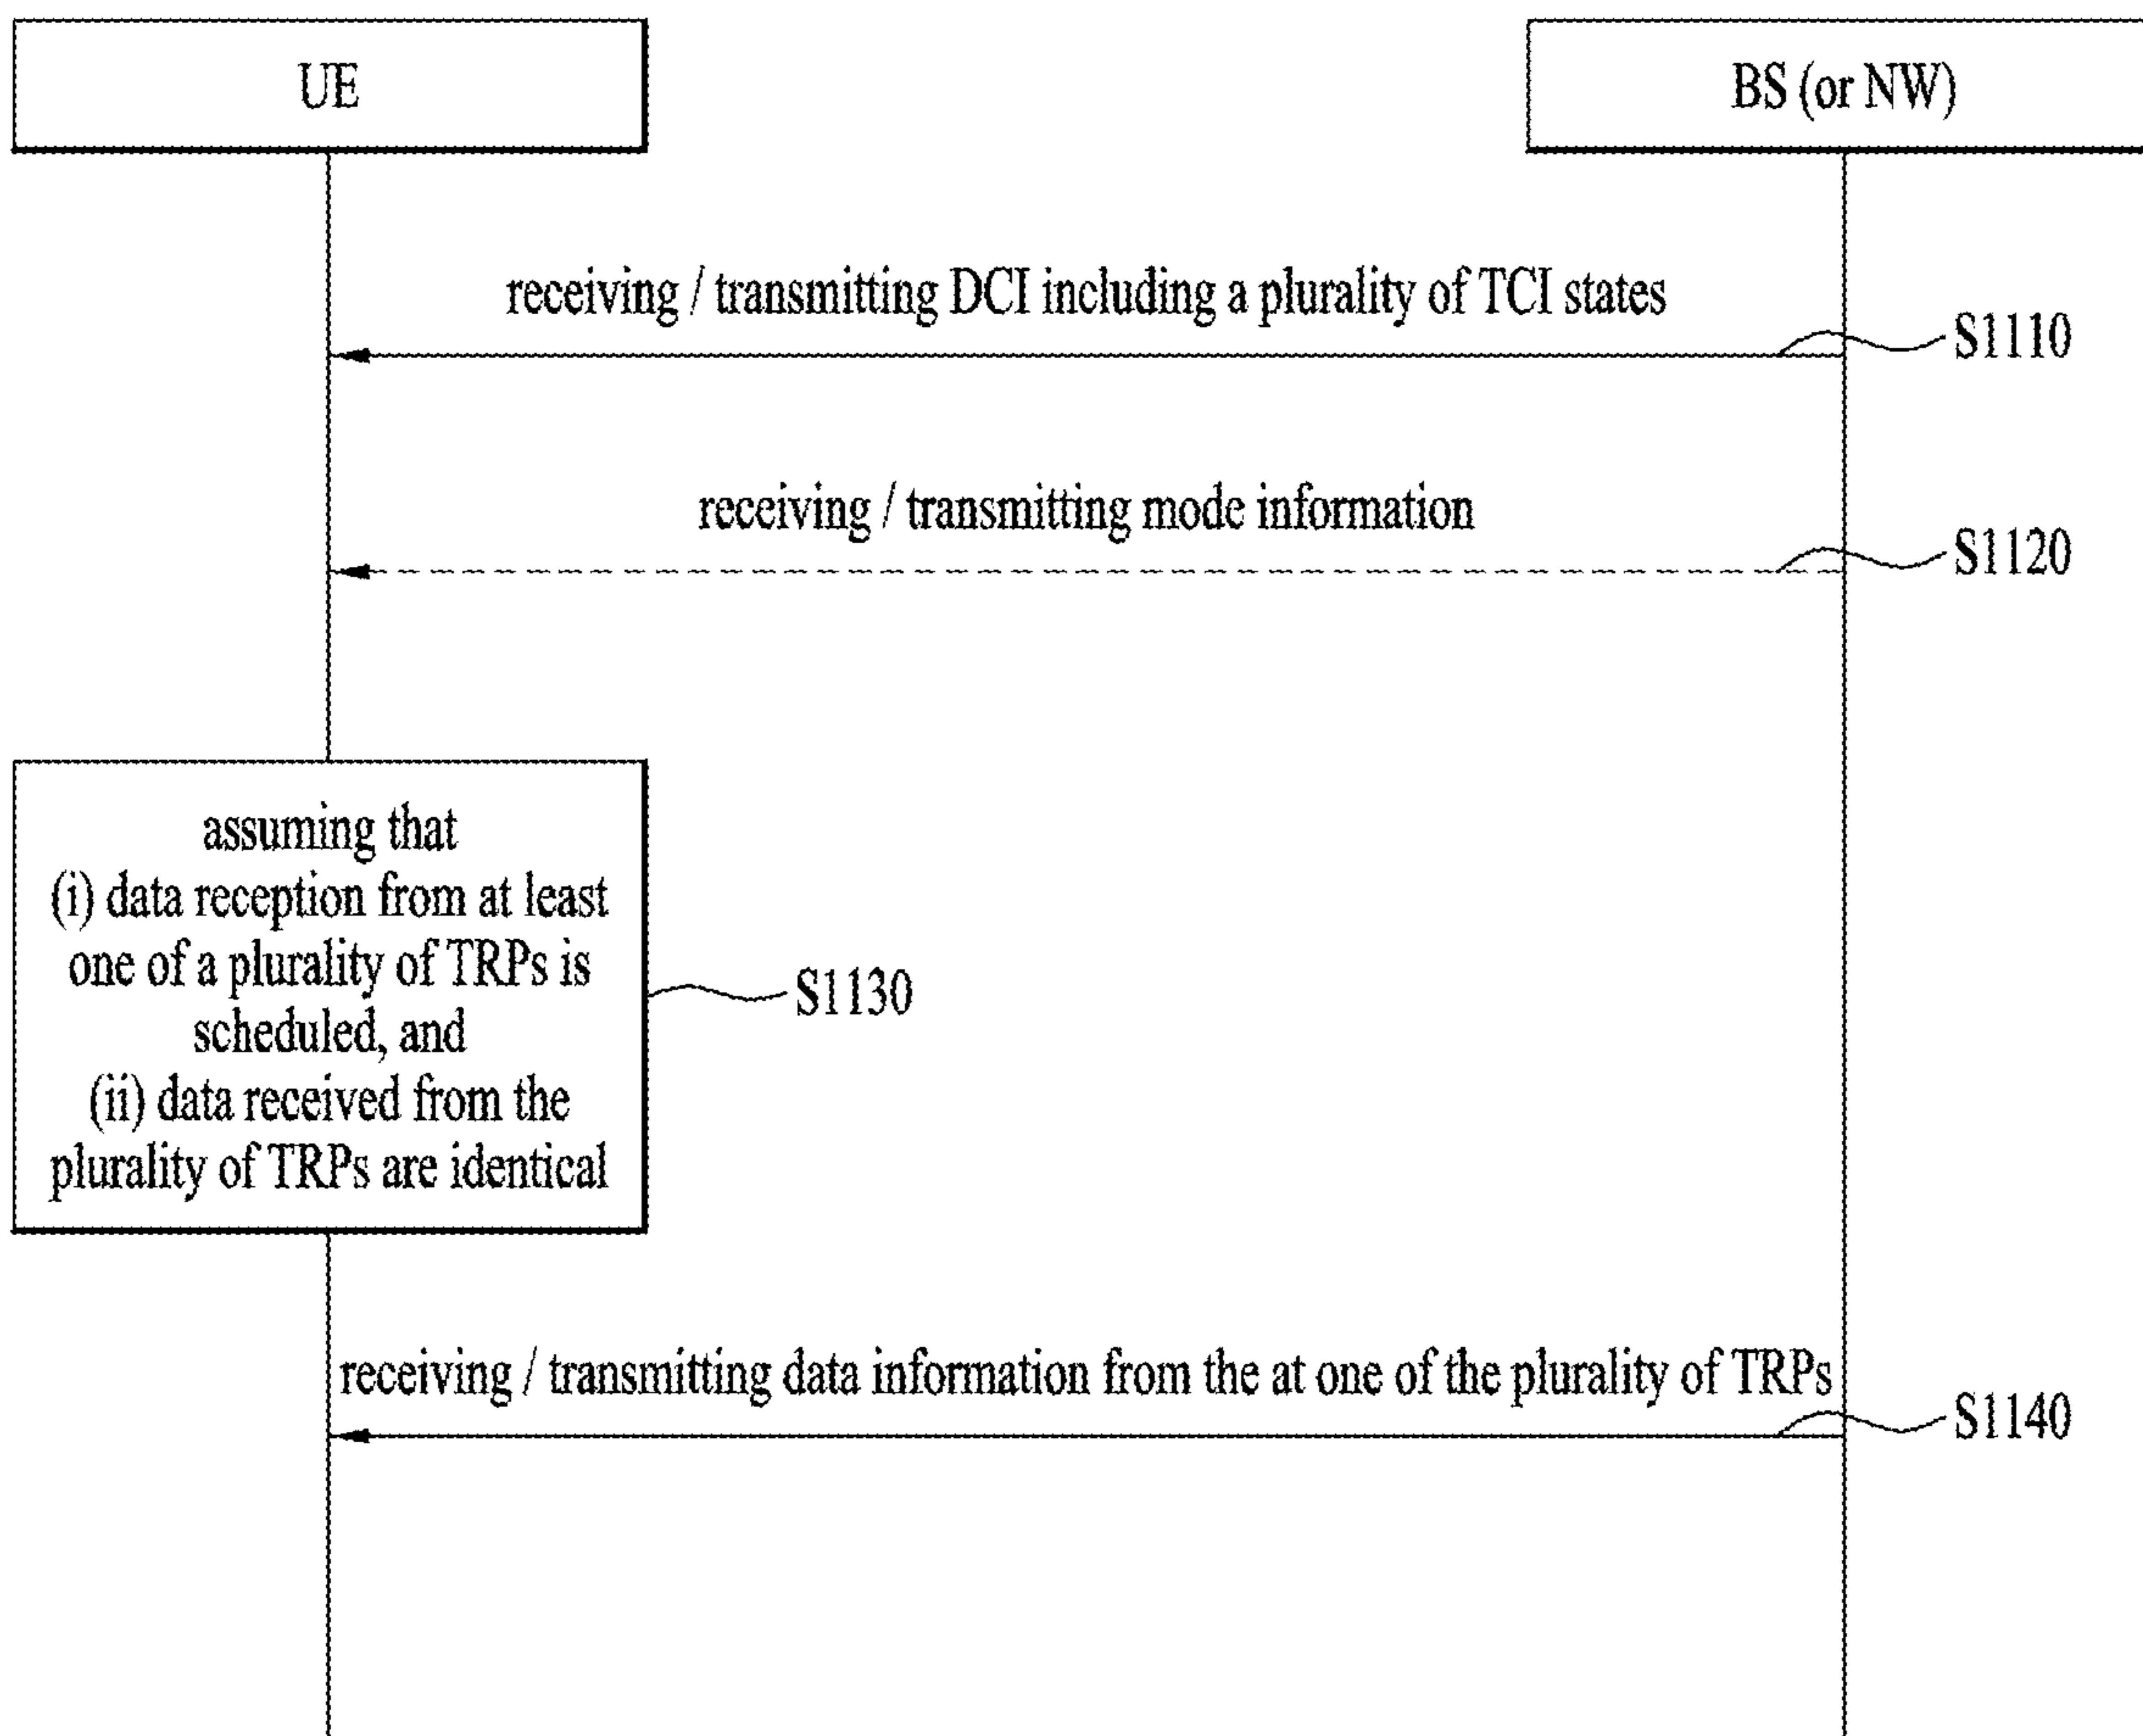 UE
BS (or NW)
receiving / transmitting DCI including a plurality of TCI states
S1110
receiving / transmitting mode information
S1120
assuming that
(i) data reception from at least
one of a plurality of TRPs is
scheduled, and
(ii) data received from the
plurality of TRPs are identical
S1130
receiving / transmitting data information from the at one of the plurality of TRPs
S1140